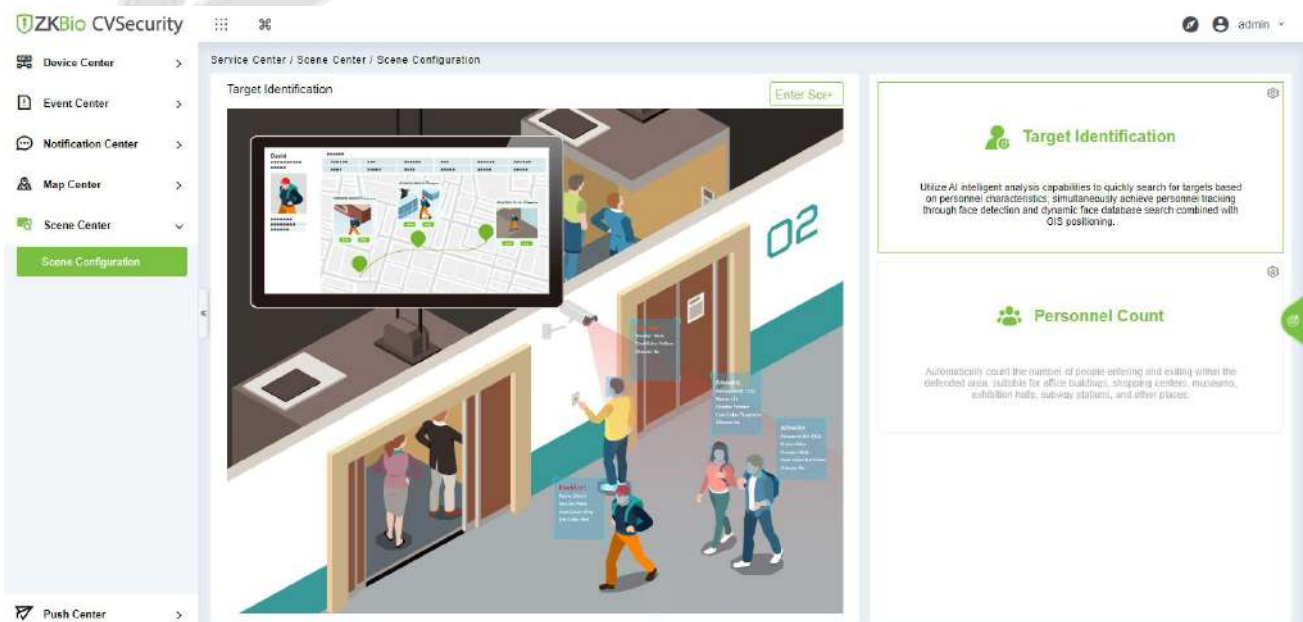 ZKBio CVSecurity
admin
Device Center
Event Center
Notification Center
Map Center
Scene Center
Scene Configuration
Push Center
Service Center / Scene Center / Scene Configuration
Target Identification
Enter Sce+
David
02
Target Identification
Utilize AI intelligent analysis capabilities to quickly search for targets based
on personnel characteristics; simultaneously achieve personnel tracking
through face detection and dynamic face database search combined with
GIS positioning.
Personnel Count
Automatically count the number of people entering and exiting within the
defended area, suitable for office buildings, shopping centers, museums,
exhibition halls, subway stations, and other places.